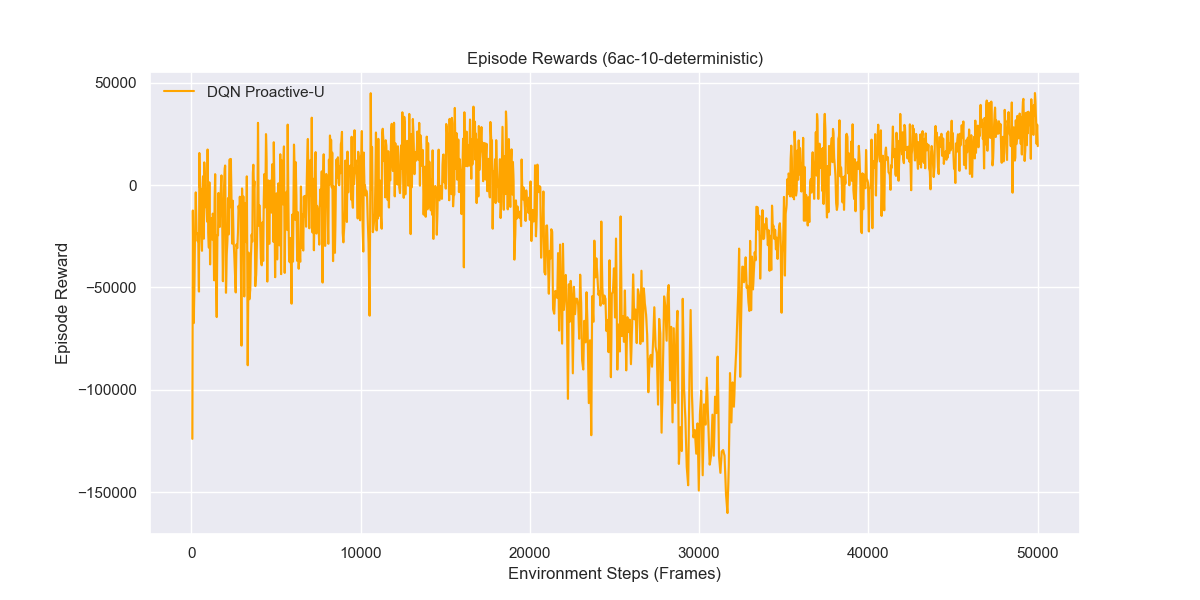 Episode Rewards (6ac-10-deterministic)
DQN Proactive-U
Episode Reward
50000
0
−50000
−100000
−150000
0 10000 20000 30000 40000 50000
Environment Steps (Frames)